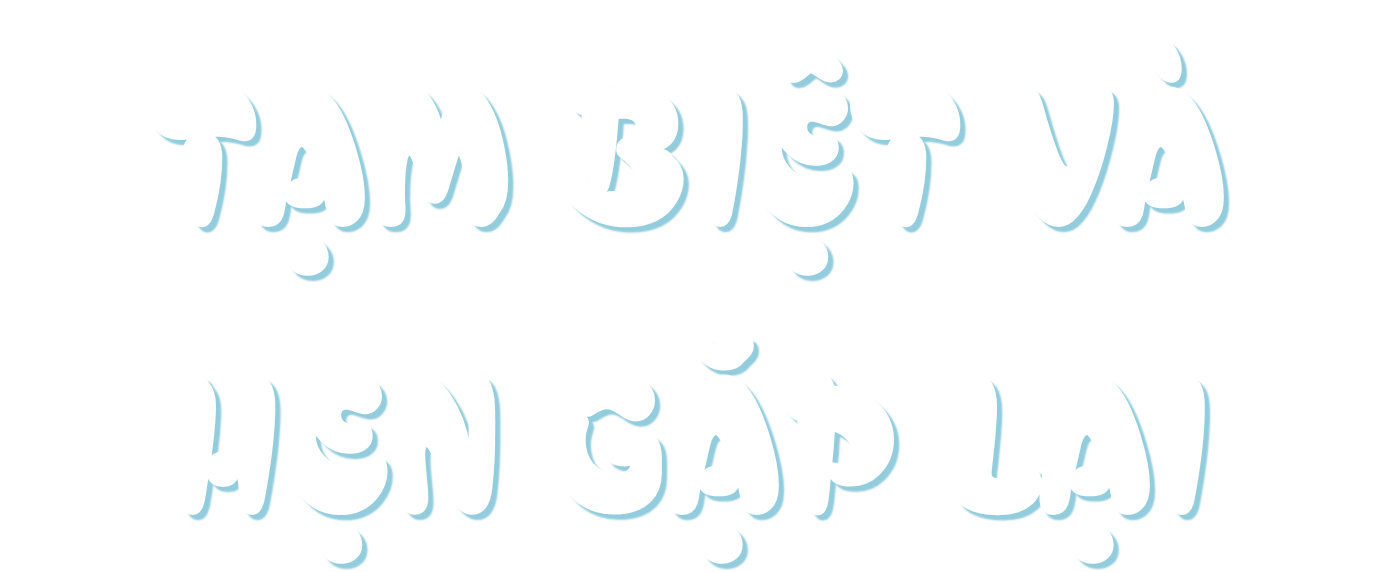 TẠM BIỆT VÀ
HẸN GẶP LẠI